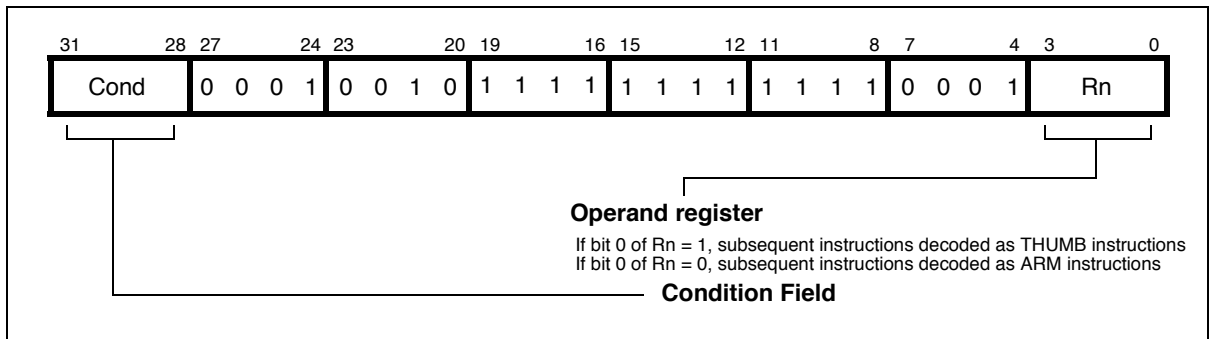 31 28 27 24 23 20 19 16 15 12 11 8 7 4 3 0
Cond 0 0 0 1 0 0 1 0 1 1 1 1 1 1 1 1 1 1 1 1 0 0 0 1 Rn
Operand register
If bit 0 of Rn = 1, subsequent instructions decoded as THUMB instructions
If bit 0 of Rn = 0, subsequent instructions decoded as ARM instructions
Condition Field